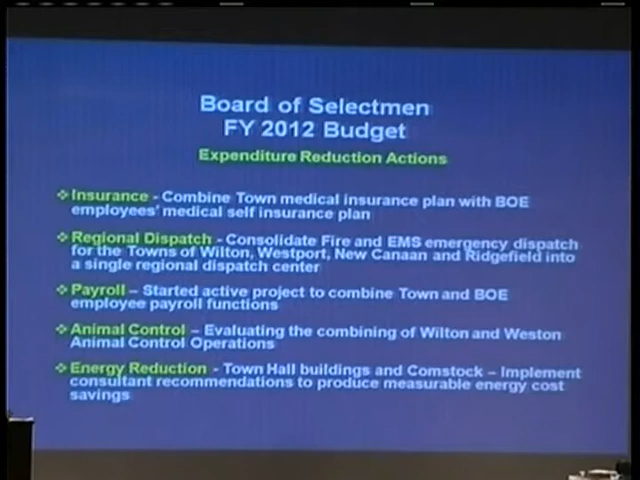 Board of Selectmen
FY 2012 Budget
Expenditure Reduction Actions
❖Insurance - Combine Town medical insurance plan with BOE
employees' medical self insurance plan
❖Regional Dispatch - Consolidate Fire and EMS emergency dispatch
for the Towns of Wilton, Westport, New Canaan and Ridgefield into
a single regional dispatch center
❖Payroll – Started active project to combine Town and BOE
employee payroll functions
❖Animal Control – Evaluating the combining of Wilton and Weston
Animal Control Operations
❖Energy Reduction - Town Hall buildings and Comstock – Implement
consultant recommendations to produce measurable energy cost
savings